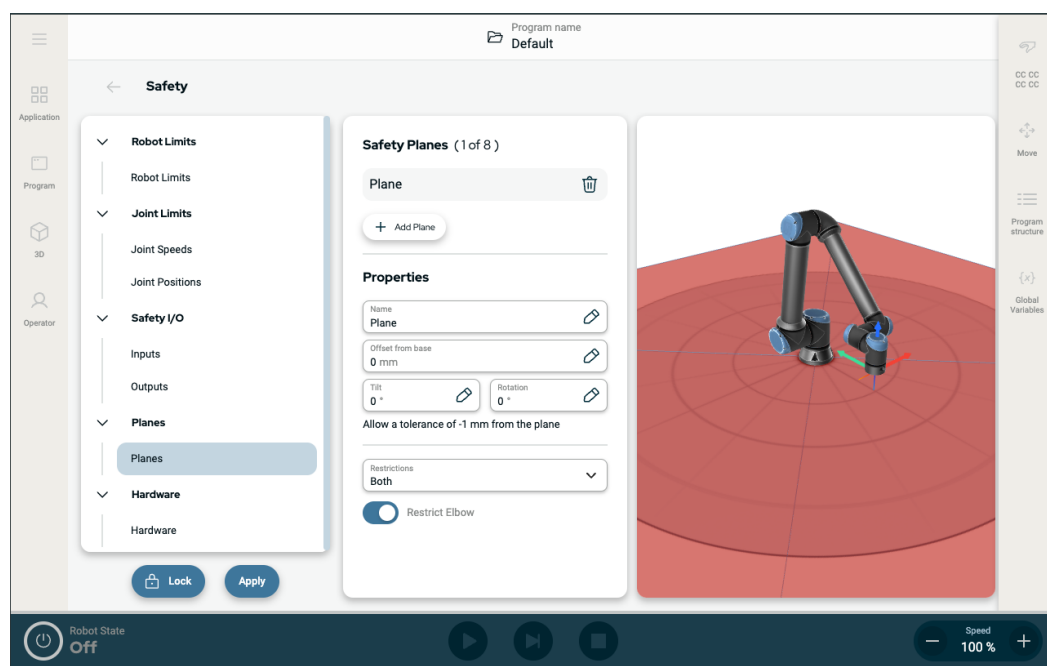 Program name
Default
Safety
Application
Program
3D
Operator
Robot Limits
Robot Limits
Joint Limits
Joint Speeds
Joint Positions
Safety I/O
Inputs
Outputs
Planes
Planes
Hardware
Hardware
Lock
Apply
Safety Planes (1 of 8)
Plane
+ Add Plane
Properties
Name
Plane
Offset from base
0 mm
Tilt
0 °
Rotation
0 °
Allow a tolerance of -1 mm from the plane
Restrictions
Both
Restrict Elbow
CC CC
CC CC
Move
Program
structure
{x}
Global
Variables
Robot State
Off
Speed
100 %